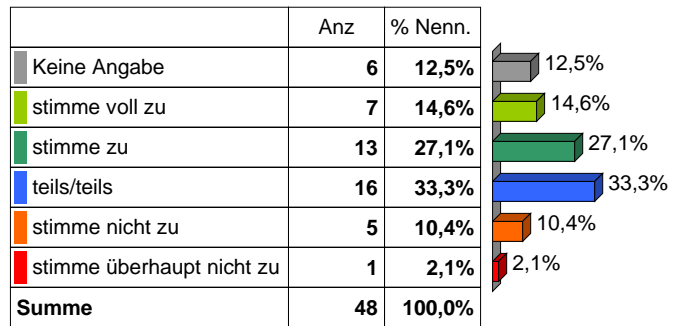 Anz % Nenn.
Keine Angabe 6 12,5% 12,5%
stimme voll zu 7 14,6% 14,6%
stimme zu 13 27,1% 27,1%
teils/teils 16 33,3% 33,3%
stimme nicht zu 5 10,4% 10,4%
stimme überhaupt nicht zu 1 2,1% 2,1%
Summe 48 100,0%